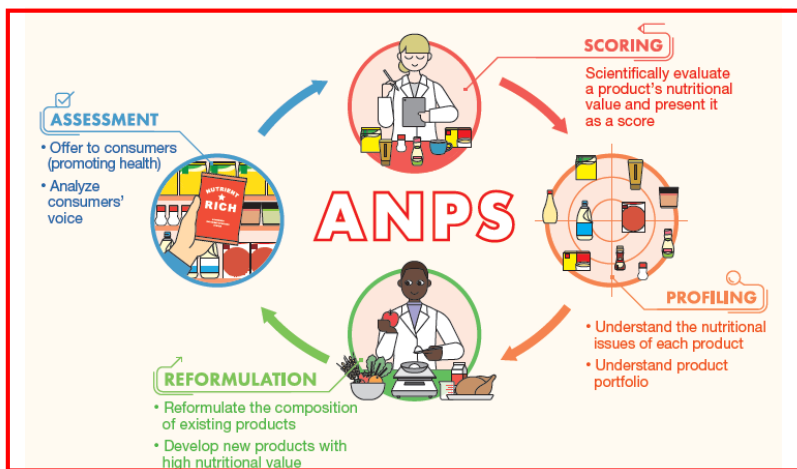 SCORING
Scientifically evaluate
a product's nutritional
value and present it
as a score
ASSESSMENT
• Offer to consumers
(promoting health)
• Analyze
consumers'
voice
NUTRIENT
RICH
ANPS
PROFILING
• Understand the nutritional
issues of each product
• Understand product
portfolio
REFORMULATION
• Reformulate the composition
of existing products
• Develop new products with
high nutritional value